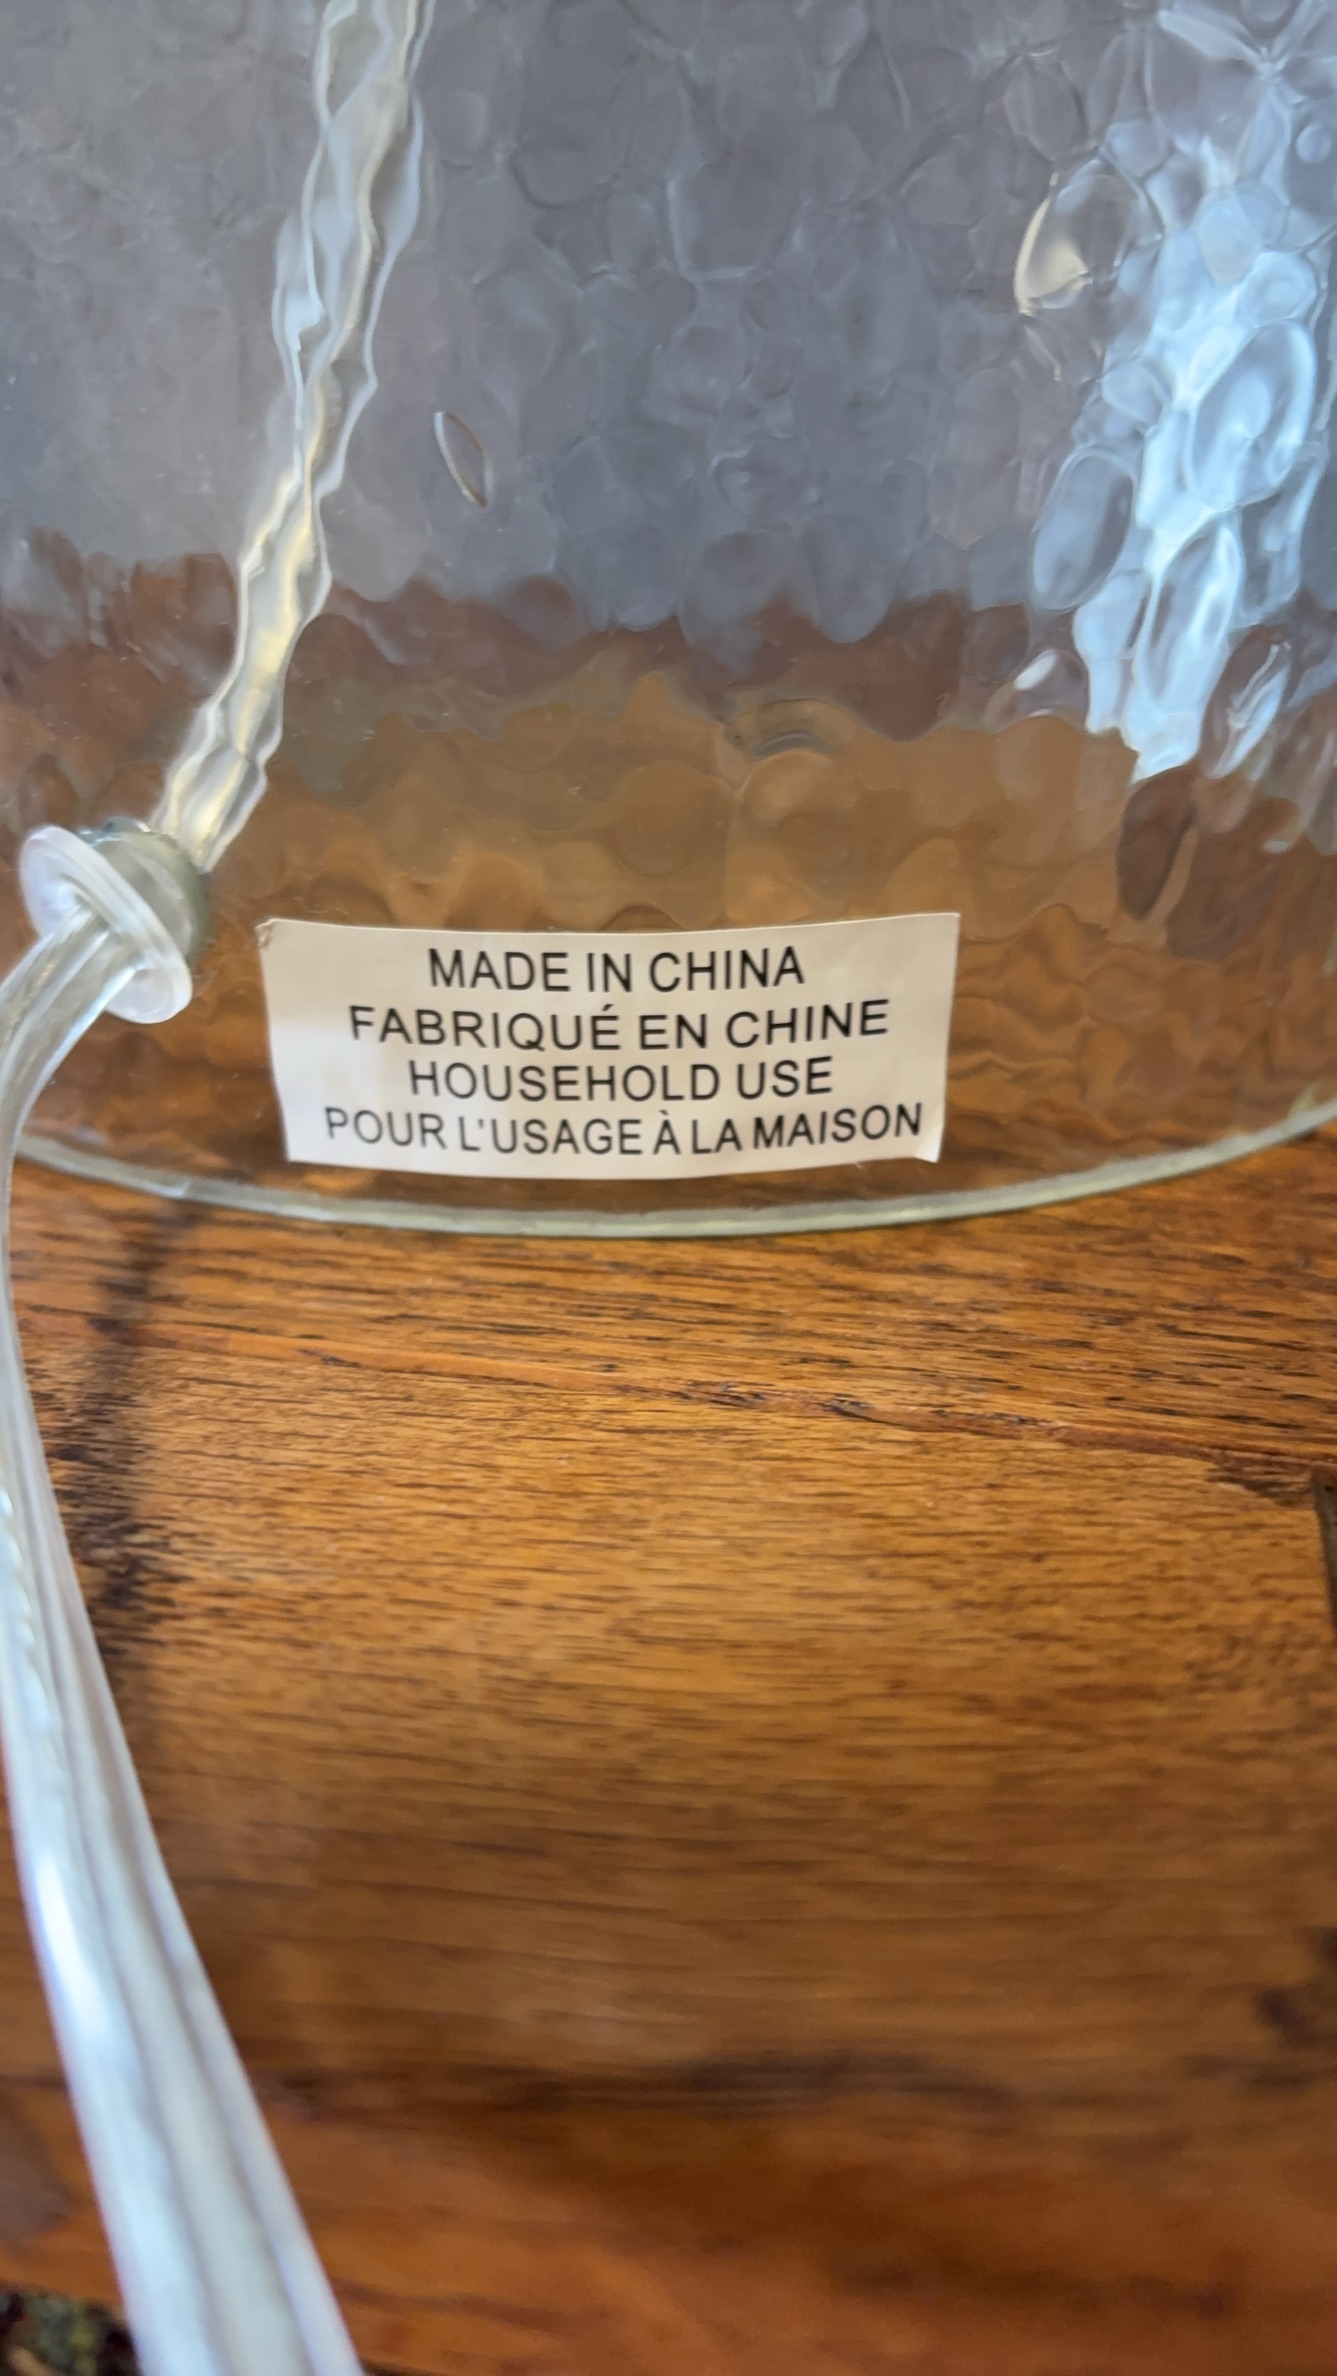 MADE IN CHINA
FABRIQUÉ EN CHINE
HOUSEHOLD USE
POUR L'USAGE À LA MAISON